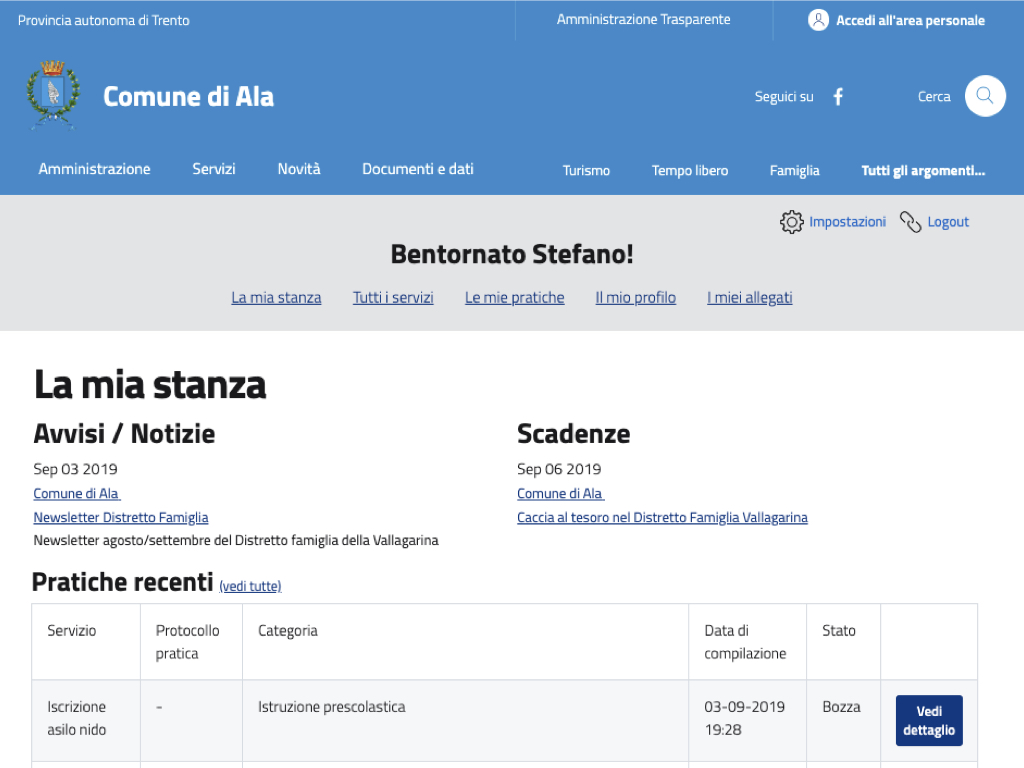 Provincia autonoma di Trento
Amministrazione Trasparente
Accedi all'area personale
Comune di Ala
Seguici su
Cerca
Amministrazione Servizi Novità Documenti e dati
Turismo Tempo libero Famiglia Tutti gli argomenti...
Impostazioni Logout
Bentornato Stefano!
La mia stanza Tutti i servizi Le mie pratiche Il mio profilo I miei allegati
La mia stanza
Avvisi / Notizie
Sep 03 2019
Comune di Ala
Newsletter Distretto Famiglia
Newsletter agosto/settembre del Distretto famiglia della Vallagarina
Scadenze
Sep 06 2019
Comune di Ala
Caccia al tesoro nel Distretto Famiglia Vallagarina
Pratiche recenti (vedi tutte)
Servizio
Protocollo
pratica
Categoria
Data di
compilazione
Stato
Iscrizione
asilo nido
-
Istruzione prescolastica
03-09-2019
19:28
Bozza
Vedi
dettaglio